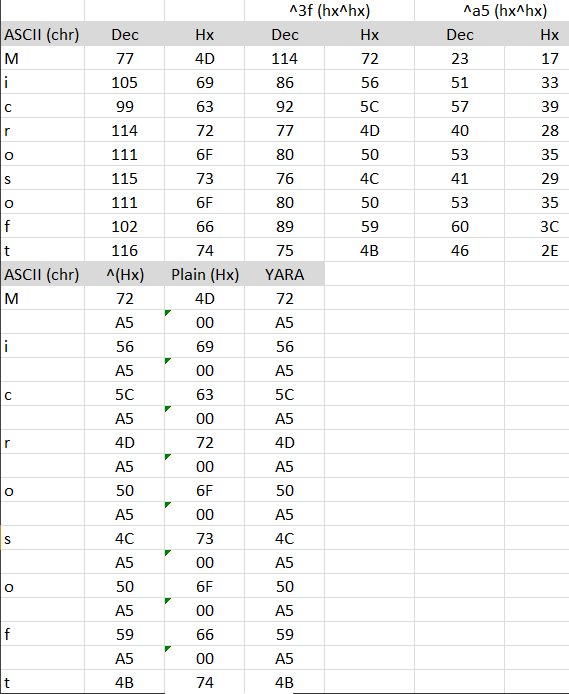 ^3f (hx^hx) ^a5 (hx^hx)
ASCII (chr) Dec Hx Dec Hx Dec Hx
M 77 4D 114 72 23 17
i 105 69 86 56 51 33
c 99 63 92 5C 57 39
r 114 72 77 4D 40 28
o 111 6F 80 50 53 35
s 115 73 76 4C 41 29
o 111 6F 80 50 53 35
f 102 66 89 59 60 3C
t 116 74 75 4B 46 2E
ASCII (chr) ^(Hx) Plain (Hx) YARA
M 72 4D 72
A5 00 A5
i 56 69 56
A5 00 A5
c 5C 63 5C
A5 00 A5
r 4D 72 4D
A5 00 A5
o 50 6F 50
A5 00 A5
s 4C 73 4C
A5 00 A5
o 50 6F 50
A5 00 A5
f 59 66 59
A5 00 A5
t 4B 74 4B